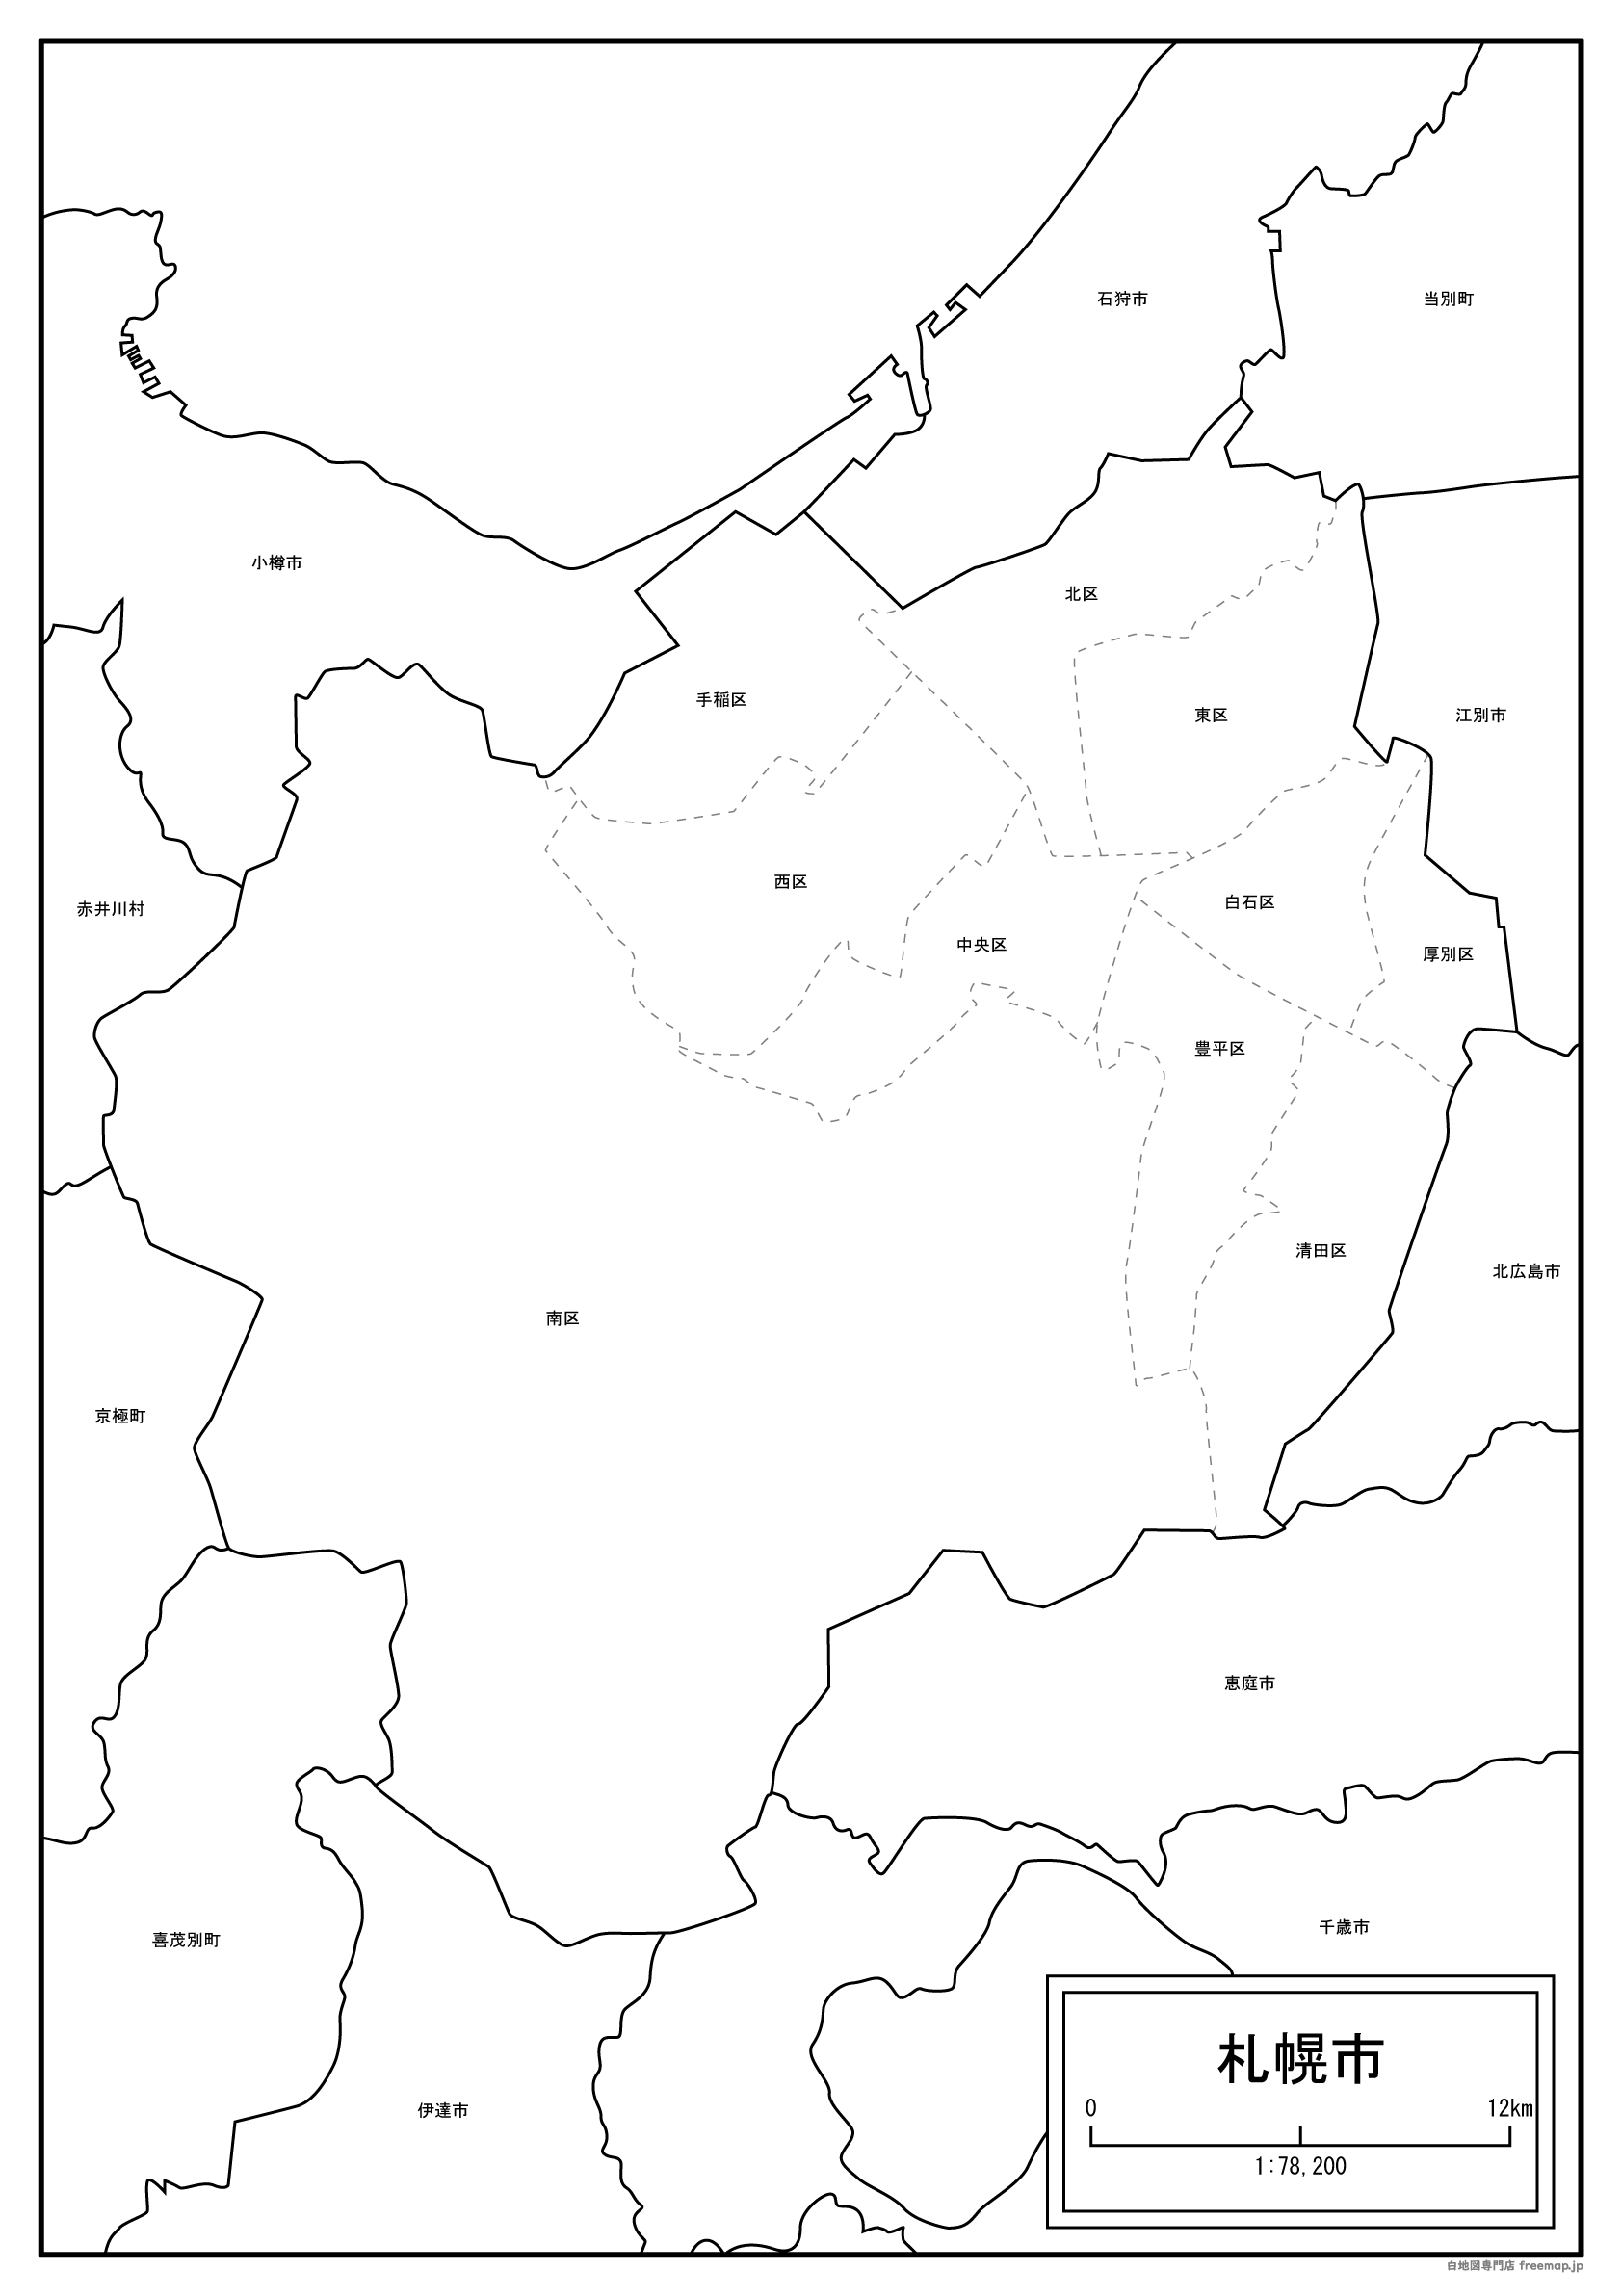 石狩市
当別町
小樽市
北区
手稲区
東区
江別市
西区
白石区
赤井川村
中央区
厚別区
豊平区
清田区
北広島市
南区
京極町
恵庭市
千歳市
喜茂別町
伊達市
札幌市
0 12km
1:78,200
白地図専門店 freemap.jp